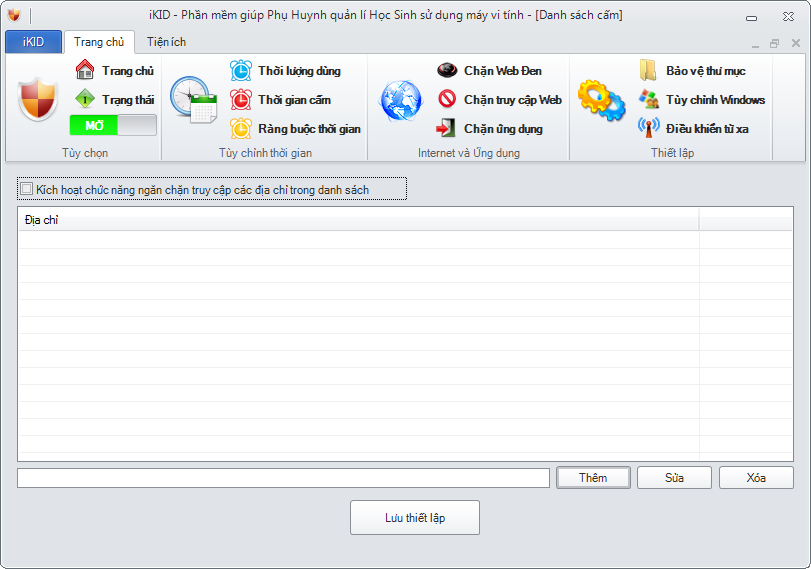 iKID - Phần mềm giúp Phụ Huynh quản lí Học Sinh sử dụng máy vi tính - [Danh sách cấm]
iKID Trang chủ Tiện ích
Trang chủ
Trạng thái
MỞ
Tùy chọn
Thời lượng dùng
Thời gian cấm
Ràng buộc thời gian
Tùy chỉnh thời gian
Chặn Web Đen
Chặn truy cập Web
Chặn ứng dụng
Internet và Ứng dụng
Bảo vệ thư mục
Tùy chỉnh Windows
Điều khiển từ xa
Thiết lập
Kích hoạt chức năng ngăn chặn truy cập các địa chỉ trong danh sách
Địa chỉ
Thêm Sửa Xóa
Lưu thiết lập